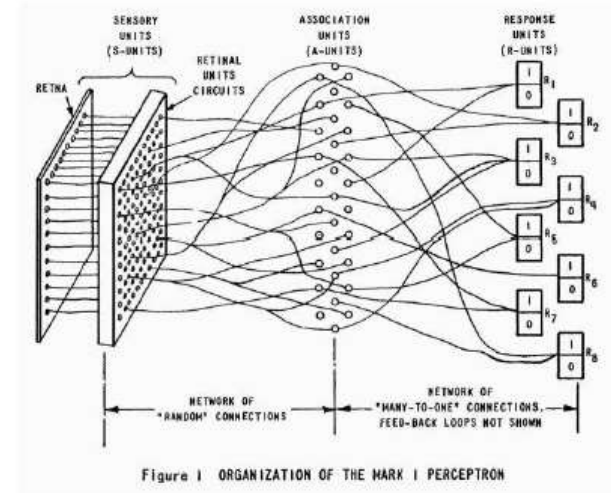 SENSORY
UNITS
(S-UNITS)
ASSOCIATION
UNITS
(A-UNITS)
RESPONSE
UNITS
(R-UNITS)
RETINAL
UNITS
CIRCUITS
RETNA
1
0
R1
1
0
R2
1
0
R3
1
0
R4
1
0
R5
1
0
R6
1
0
R7
1
0
R8
NETWORK OF
"RANDOM" CONNECTIONS
NETWORK OF
"MANY-TO-ONE" CONNECTIONS,
FEED-BACK LOOPS NOT SHOWN
Figure 1 ORGANIZATION OF THE MARK I PERCEPTRON